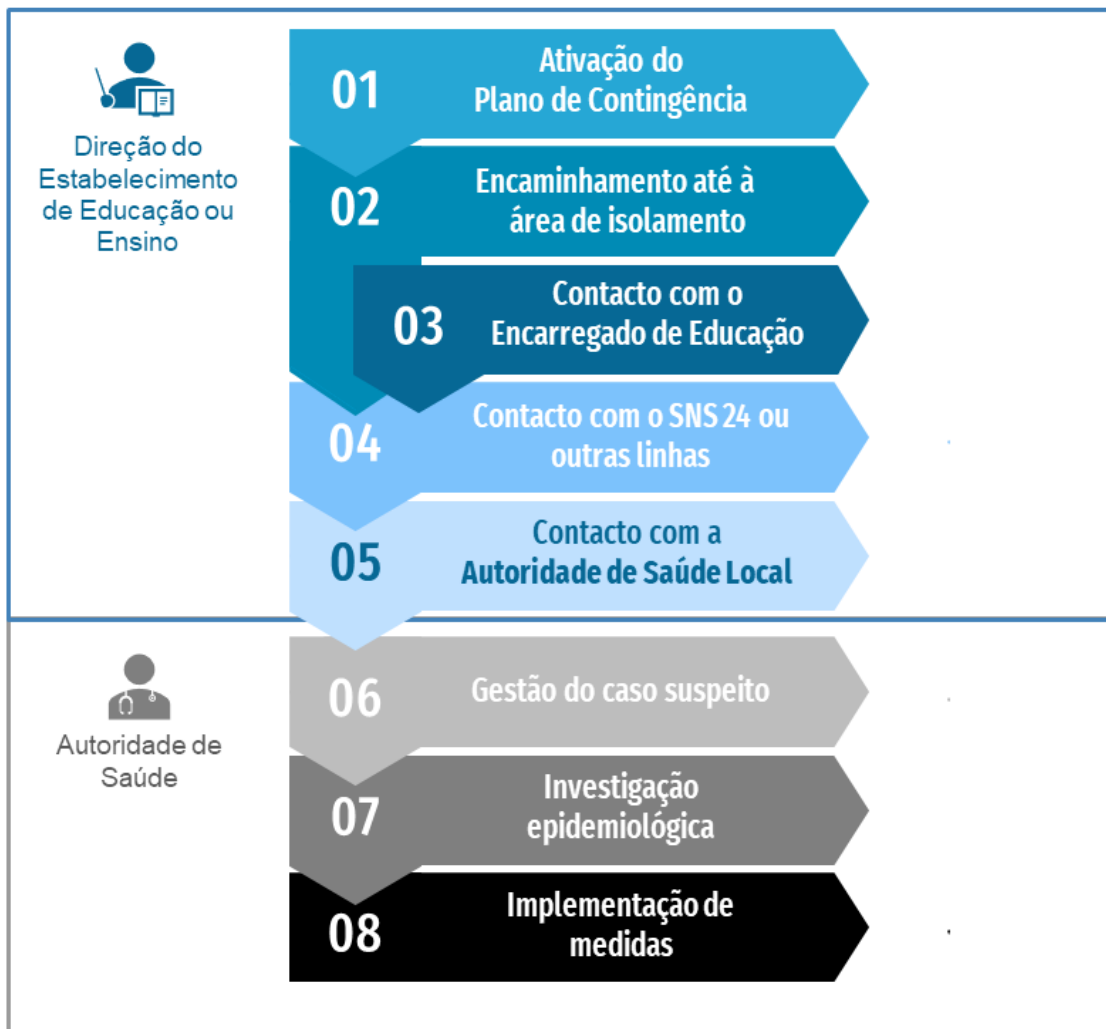 Direção do
Estabelecimento
de Educação ou
Ensino
01
Ativação do
Plano de Contingência
02
Encaminhamento até à
área de isolamento
03
Contacto com o
Encarregado de Educação
04
Contacto com o SNS 24 ou
outras linhas
05
Contacto com a
Autoridade de Saúde Local
Autoridade de
Saúde
06
Gestão do caso suspeito
07
Investigação
epidemiológica
08
Implementação de
medidas